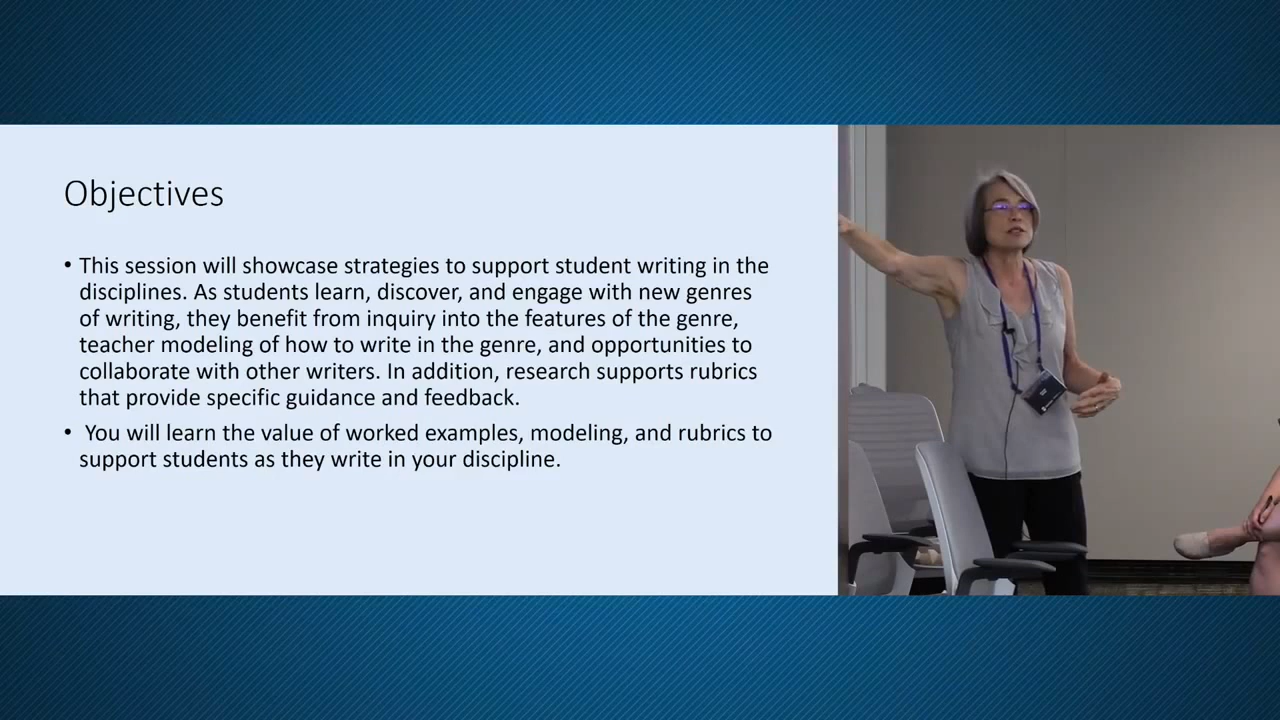 Objectives
• This session will showcase strategies to support student writing in the
disciplines. As students learn, discover, and engage with new genres
of writing, they benefit from inquiry into the features of the genre,
teacher modeling of how to write in the genre, and opportunities to
collaborate with other writers. In addition, research supports rubrics
that provide specific guidance and feedback.
• You will learn the value of worked examples, modeling, and rubrics to
support students as they write in your discipline.